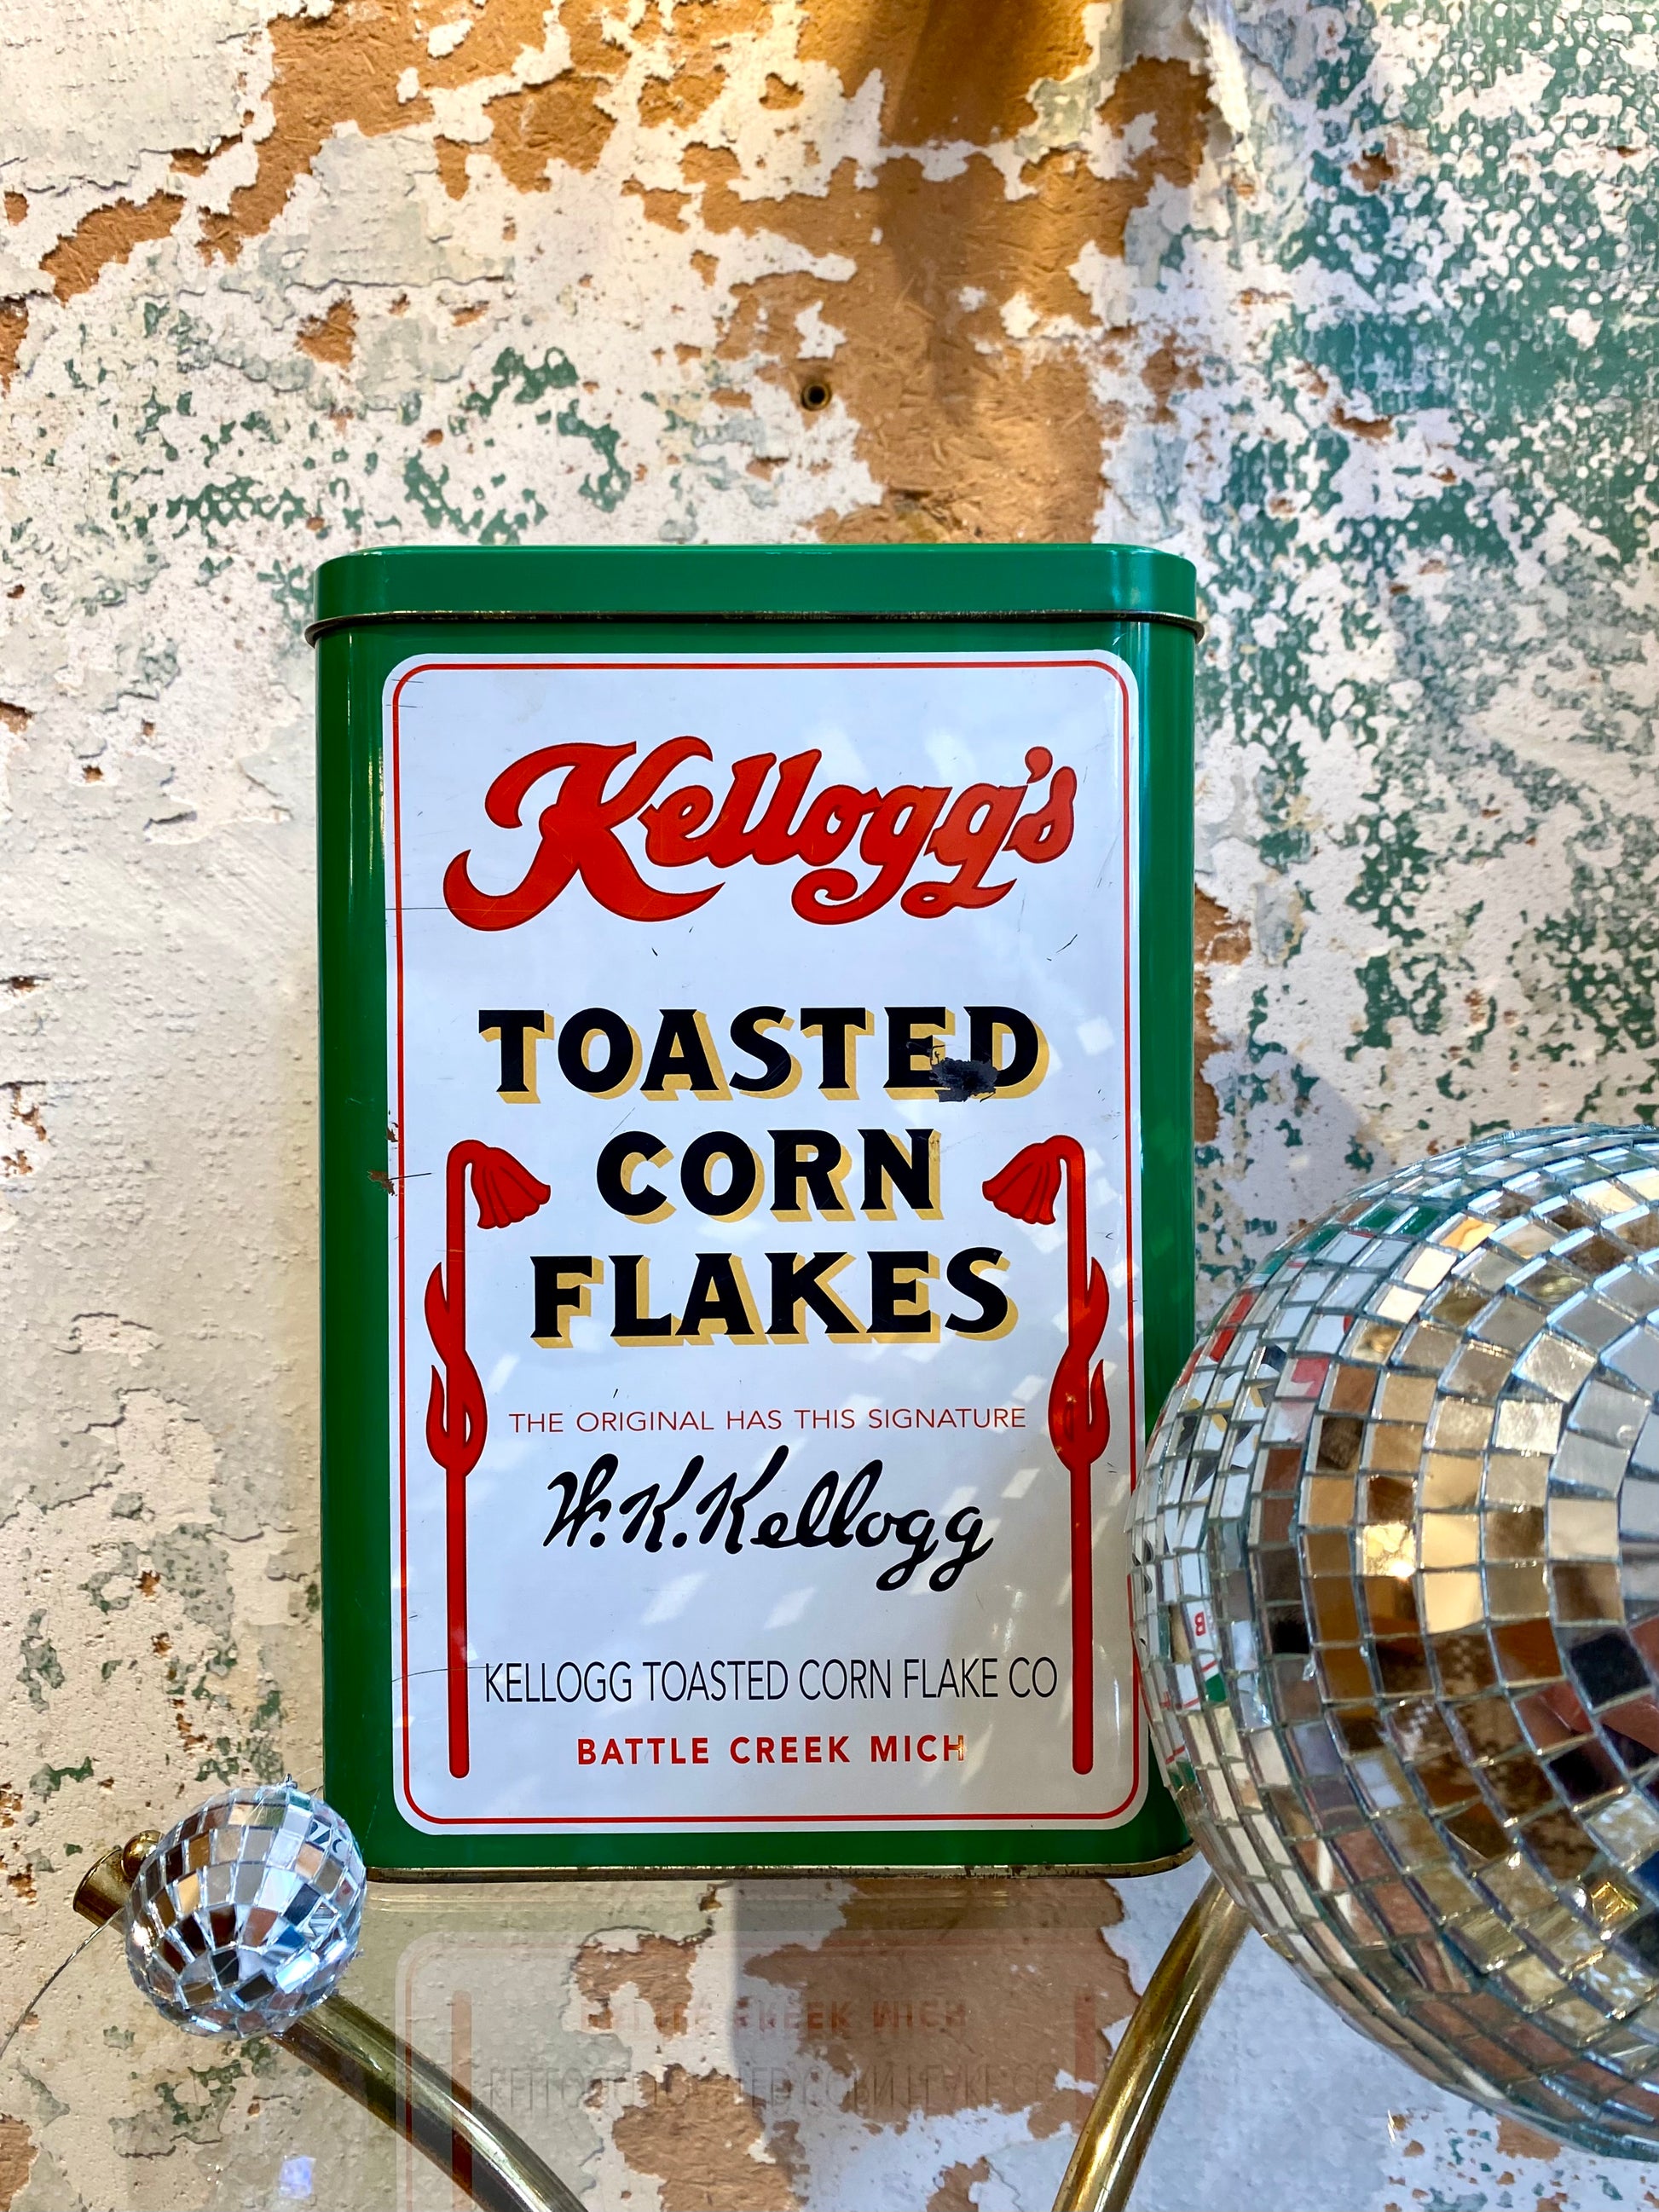 Kellogg's
TOASTED
CORN
FLAKES
THE ORIGINAL HAS THIS SIGNATURE
W.K.Kellogg
KELLOGG TOASTED CORN FLAKE CO
BATTLE CREEK MICH